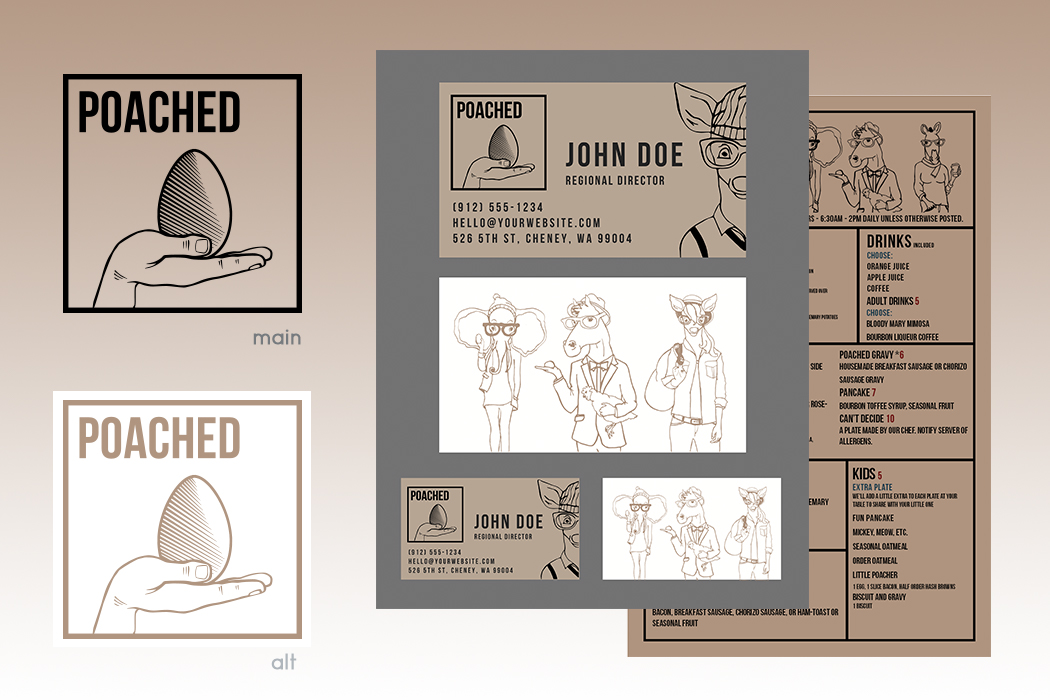 POACHED
main
POACHED
alt
POACHED
JOHN DOE
REGIONAL DIRECTOR
(912) 555-1234
HELLO@YOURWEBSITE.COM
526 5TH ST, CHENEY, WA 99004
POACHED
JOHN DOE
REGIONAL DIRECTOR
(912) 555-1234
HELLO@YOURWEBSITE.COM
526 5TH ST, CHENEY, WA 99004
- 6:30AM - 2PM DAILY UNLESS OTHERWISE POSTED.
DRINKS INCLUDED
CHOOSE:
ORANGE JUICE
APPLE JUICE
COFFEE
ADULT DRINKS 5
CHOOSE:
BLOODY MARY MIMOSA
BOURBON LIQUEUR COFFEE
OVER
POTATOES
SIDE
ROSE-
POACHED GRAVY *6
HOUSEMADE BREAKFAST SAUSAGE OR CHORIZO
SAUSAGE GRAVY
PANCAKE 7
BOURBON TOFFEE SYRUP, SEASONAL FRUIT
CAN'T DECIDE 10
A PLATE MADE BY OUR CHEF. NOTIFY SERVER OF
ALLERGENS.
EMARY
KIDS 5
EXTRA PLATE
WE'LL ADD A LITTLE EXTRA TO EACH PLATE AT YOUR
TABLE TO SHARE WITH YOUR LITTLE ONE
FUN PANCAKE
MICKEY, MEOW, ETC.
SEASONAL OATMEAL
ORDER OATMEAL
LITTLE POACHER
1 EGG, 1 SLICE BACON, HALF ORDER HASH BROWNS
BISCUIT AND GRAVY
1 BISCUIT
BACON, BREAKFAST SAUSAGE, CHORIZO SAUSAGE, OR HAM-TOAST OR
SEASONAL FRUIT